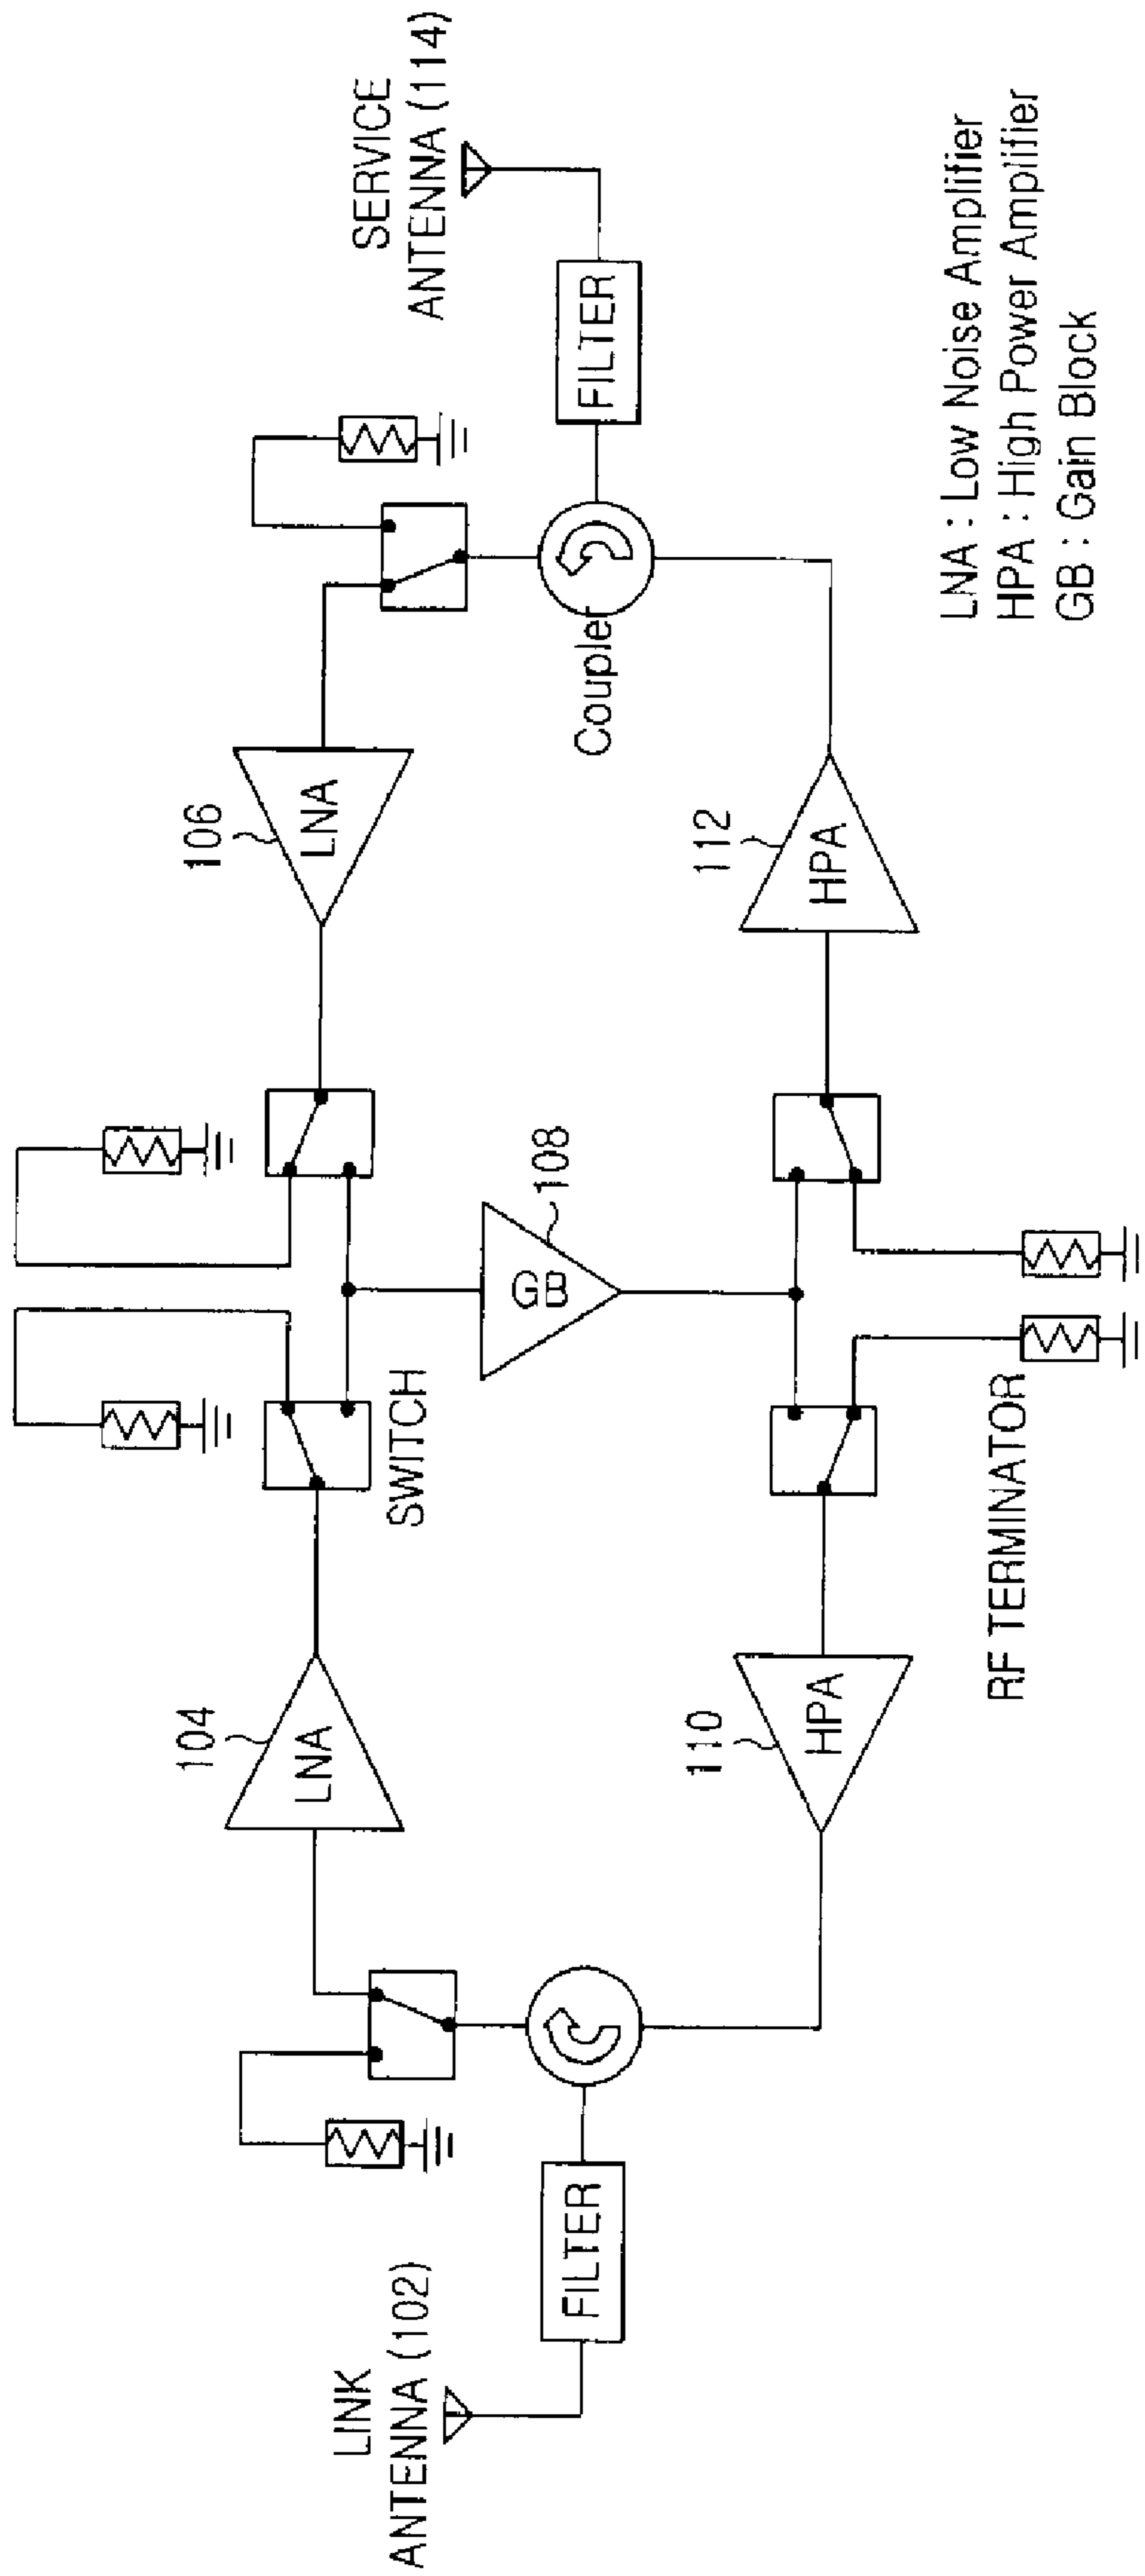 LINK
ANTENNA (102)
FILTER
104
LNA
SWITCH
106
LNA
GB
108
110
HPA
RF TERMINATOR
112
HPA
Coupler
FILTER
SERVICE
ANTENNA (114)
LNA : Low Noise Amplifier
HPA : High Power Amplifier
GB : Gain Block